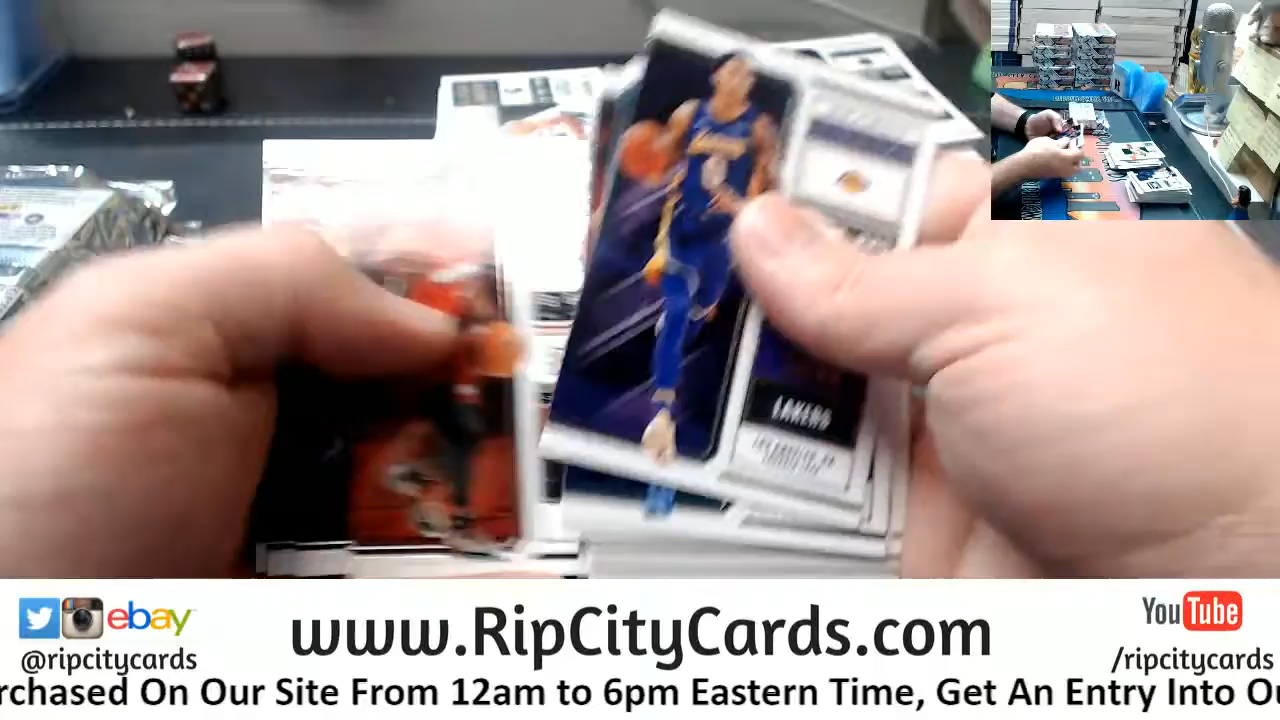 LAKERS
ebay
@ripcitycards
www.RipCityCards.com
YouTube
/ripcitycards
rchased On Our Site From 12am to 6pm Eastern Time, Get An Entry Into Ou